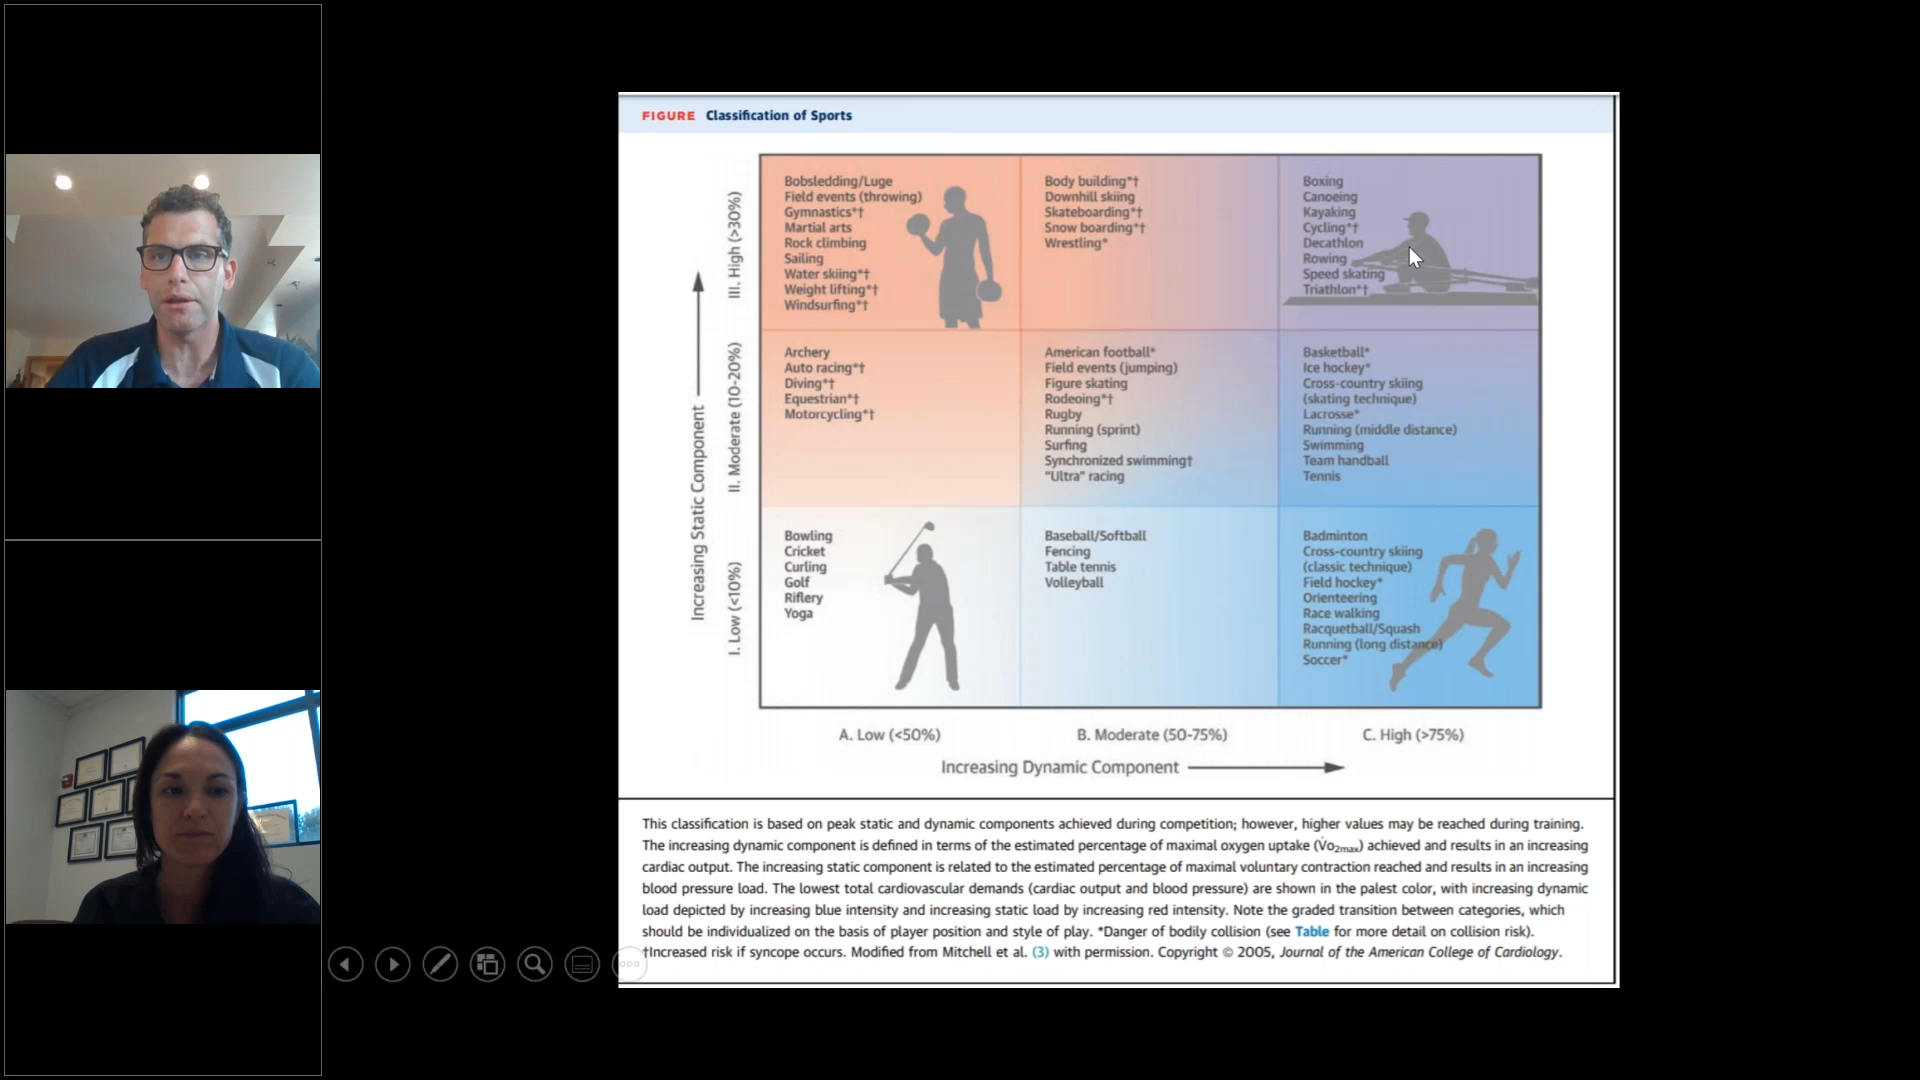 FIGURE Classification of Sports
Increasing Static Component
III. High (>30%)
Bobsledding/Luge
Field events (throwing)
Gymnastics*†
Martial arts
Rock climbing
Sailing
Water skiing*†
Weight lifting*†
Windsurfing*†
Body building*†
Downhill skiing
Skateboarding*†
Snow boarding*†
Wrestling*
Boxing
Canoeing
Kayaking
Cycling*†
Decathlon
Rowing
Speed skating
Triathlon*†
II. Moderate (10-20%)
Archery
Auto racing*†
Diving*†
Equestrian*†
Motorcycling*†
American football*
Field events (jumping)
Figure skating
Rodeoing*†
Rugby
Running (sprint)
Surfing
Synchronized swimming†
"Ultra" racing
Basketball*
Ice hockey*
Cross-country skiing
(skating technique)
Lacrosse*
Running (middle distance)
Swimming
Team handball
Tennis
I. Low (<10%)
Bowling
Cricket
Curling
Golf
Riflery
Yoga
Baseball/Softball
Fencing
Table tennis
Volleyball
Badminton
Cross-country skiing
(classic technique)
Field hockey*
Orienteering
Race walking
Racquetball/Squash
Running (long distance)
Soccer*
A. Low (<50%)
B. Moderate (50-75%)
C. High (>75%)
Increasing Dynamic Component
This classification is based on peak static and dynamic components achieved during competition; however, higher values may be reached during training.
The increasing dynamic component is defined in terms of the estimated percentage of maximal oxygen uptake (V̇o₂max) achieved and results in an increasing
cardiac output. The increasing static component is related to the estimated percentage of maximal voluntary contraction reached and results in an increasing
blood pressure load. The lowest total cardiovascular demands (cardiac output and blood pressure) are shown in the palest color, with increasing dynamic
load depicted by increasing blue intensity and increasing static load by increasing red intensity. Note the graded transition between categories, which
should be individualized on the basis of player position and style of play. *Danger of bodily collision (see Table for more detail on collision risk).
†Increased risk if syncope occurs. Modified from Mitchell et al. (3) with permission. Copyright © 2005, Journal of the American College of Cardiology.